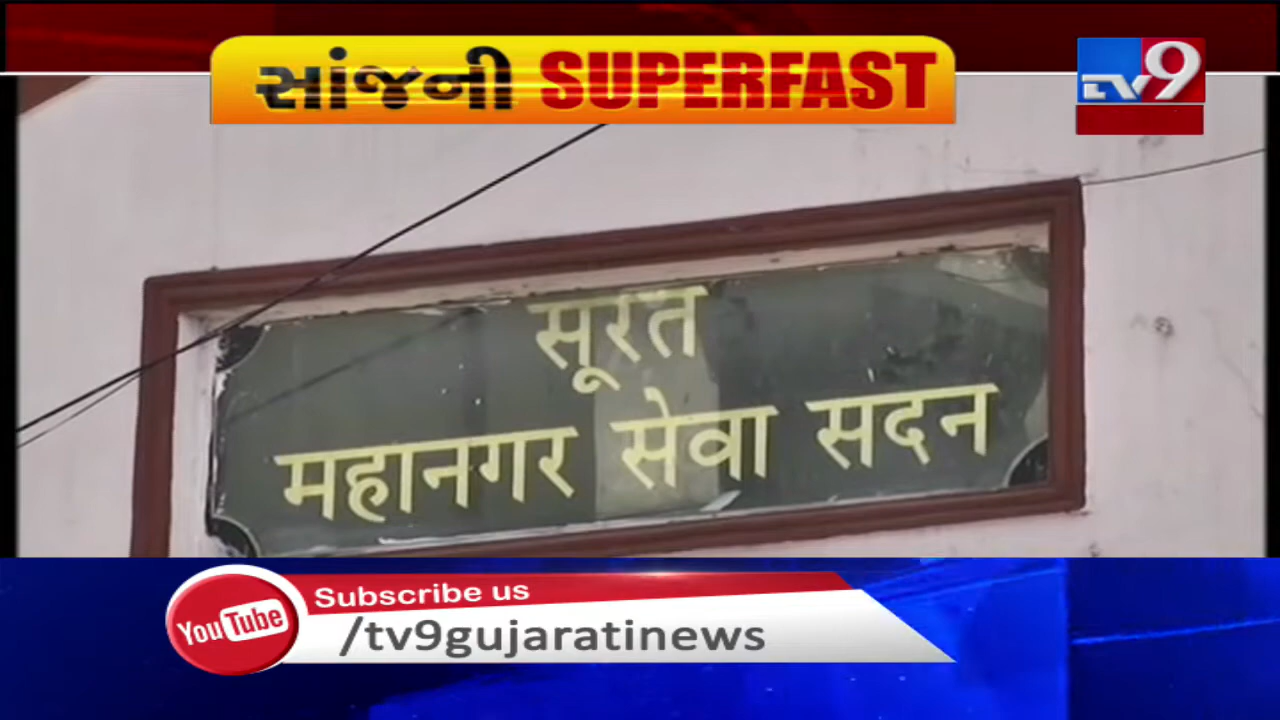 સાંજની SUPERFAST
TV9
सूरत
महानगर सेवा सदन
Subscribe us
YouTube
/tv9gujaratinews